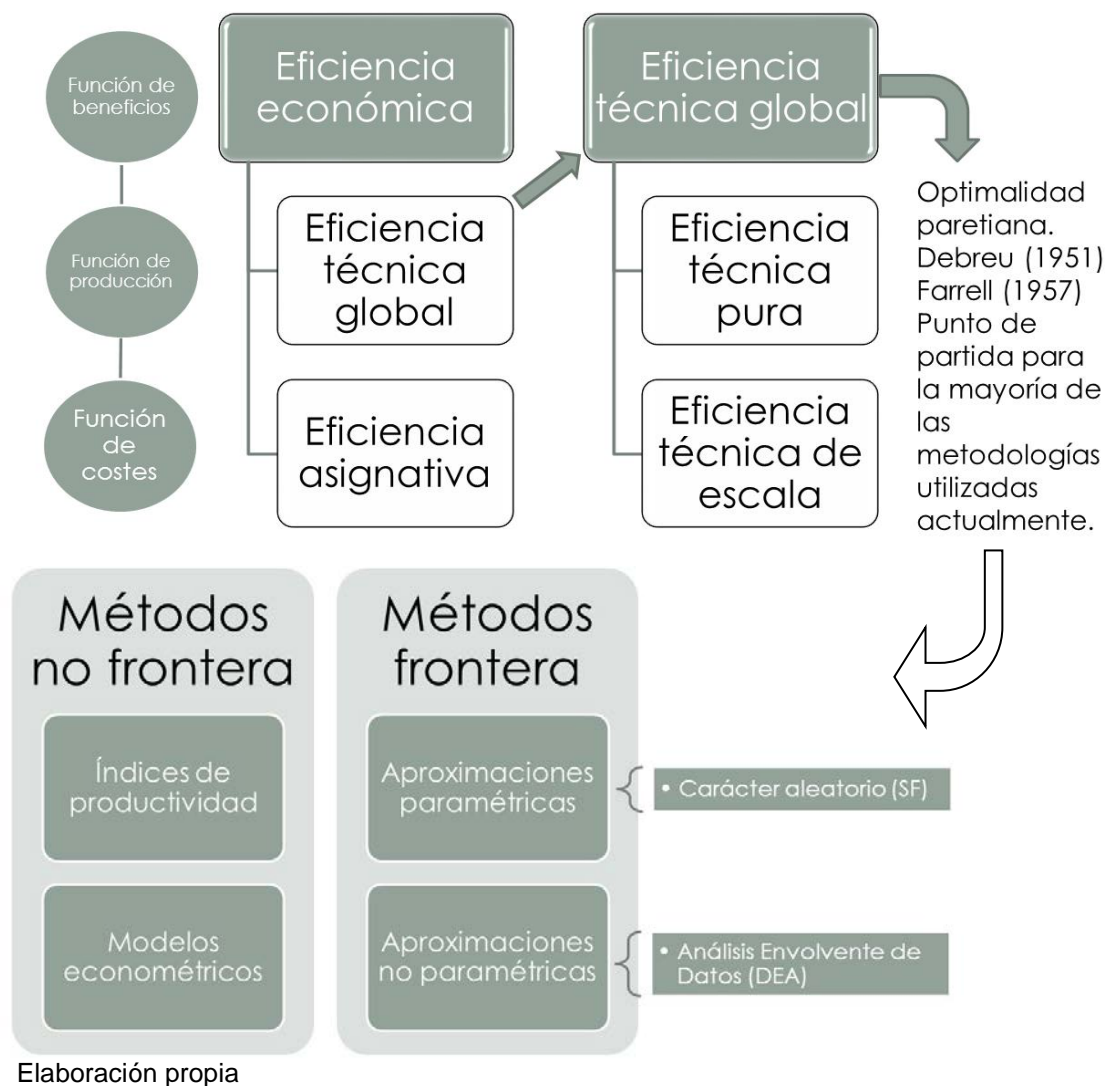 Función de
beneficios
Función de
producción
Función
de
costes
Eficiencia
económica
Eficiencia
técnica
global
Eficiencia
asignativa
Eficiencia
técnica global
Eficiencia
técnica
pura
Eficiencia
técnica de
escala
Optimalidad
paretiana.
Debreu (1951)
Farrell (1957)
Punto de
partida para
la mayoría de
las
metodologías
utilizadas
actualmente.
Métodos
no frontera
Índices de
productividad
Modelos
econométricos
Métodos
frontera
Aproximaciones
paramétricas
• Carácter aleatorio (SF)
Aproximaciones
no paramétricas
• Análisis Envolvente de
Datos (DEA)
Elaboración propia